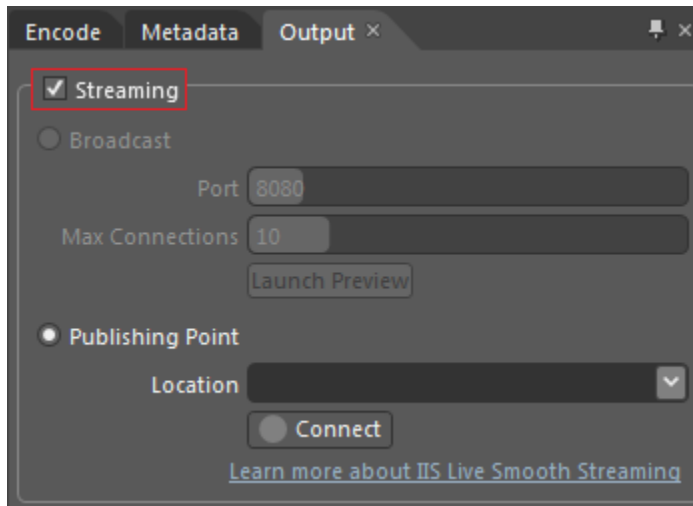 Encode Metadata Output
Streaming
Broadcast
Port 8080
Max Connections 10
Launch Preview
Publishing Point
Location
Connect
Learn more about IIS Live Smooth Streaming